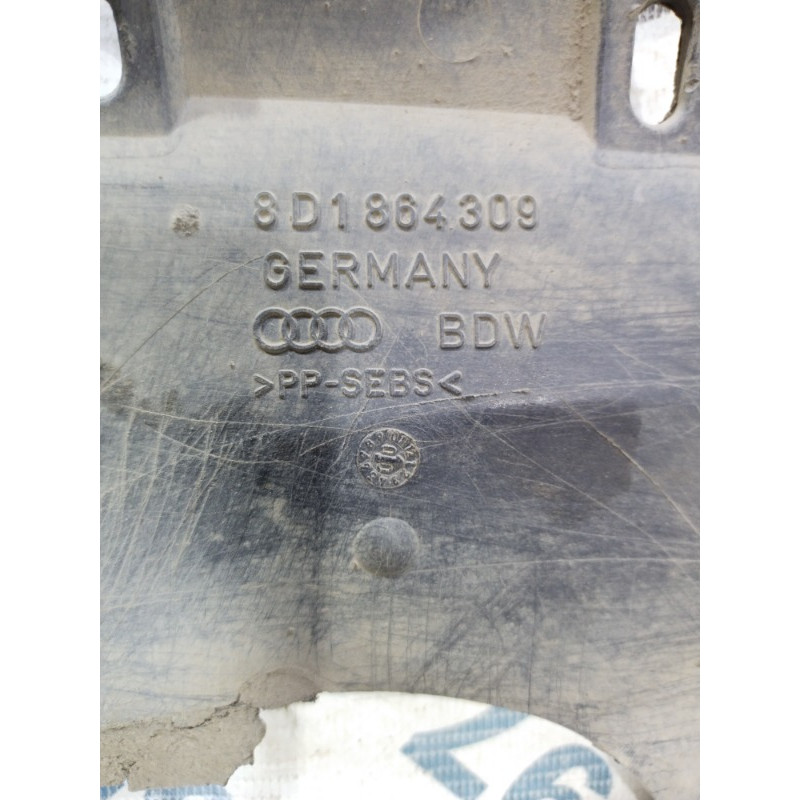 8D1 864 309
GERMANY
BDW
>PP-SEBS<